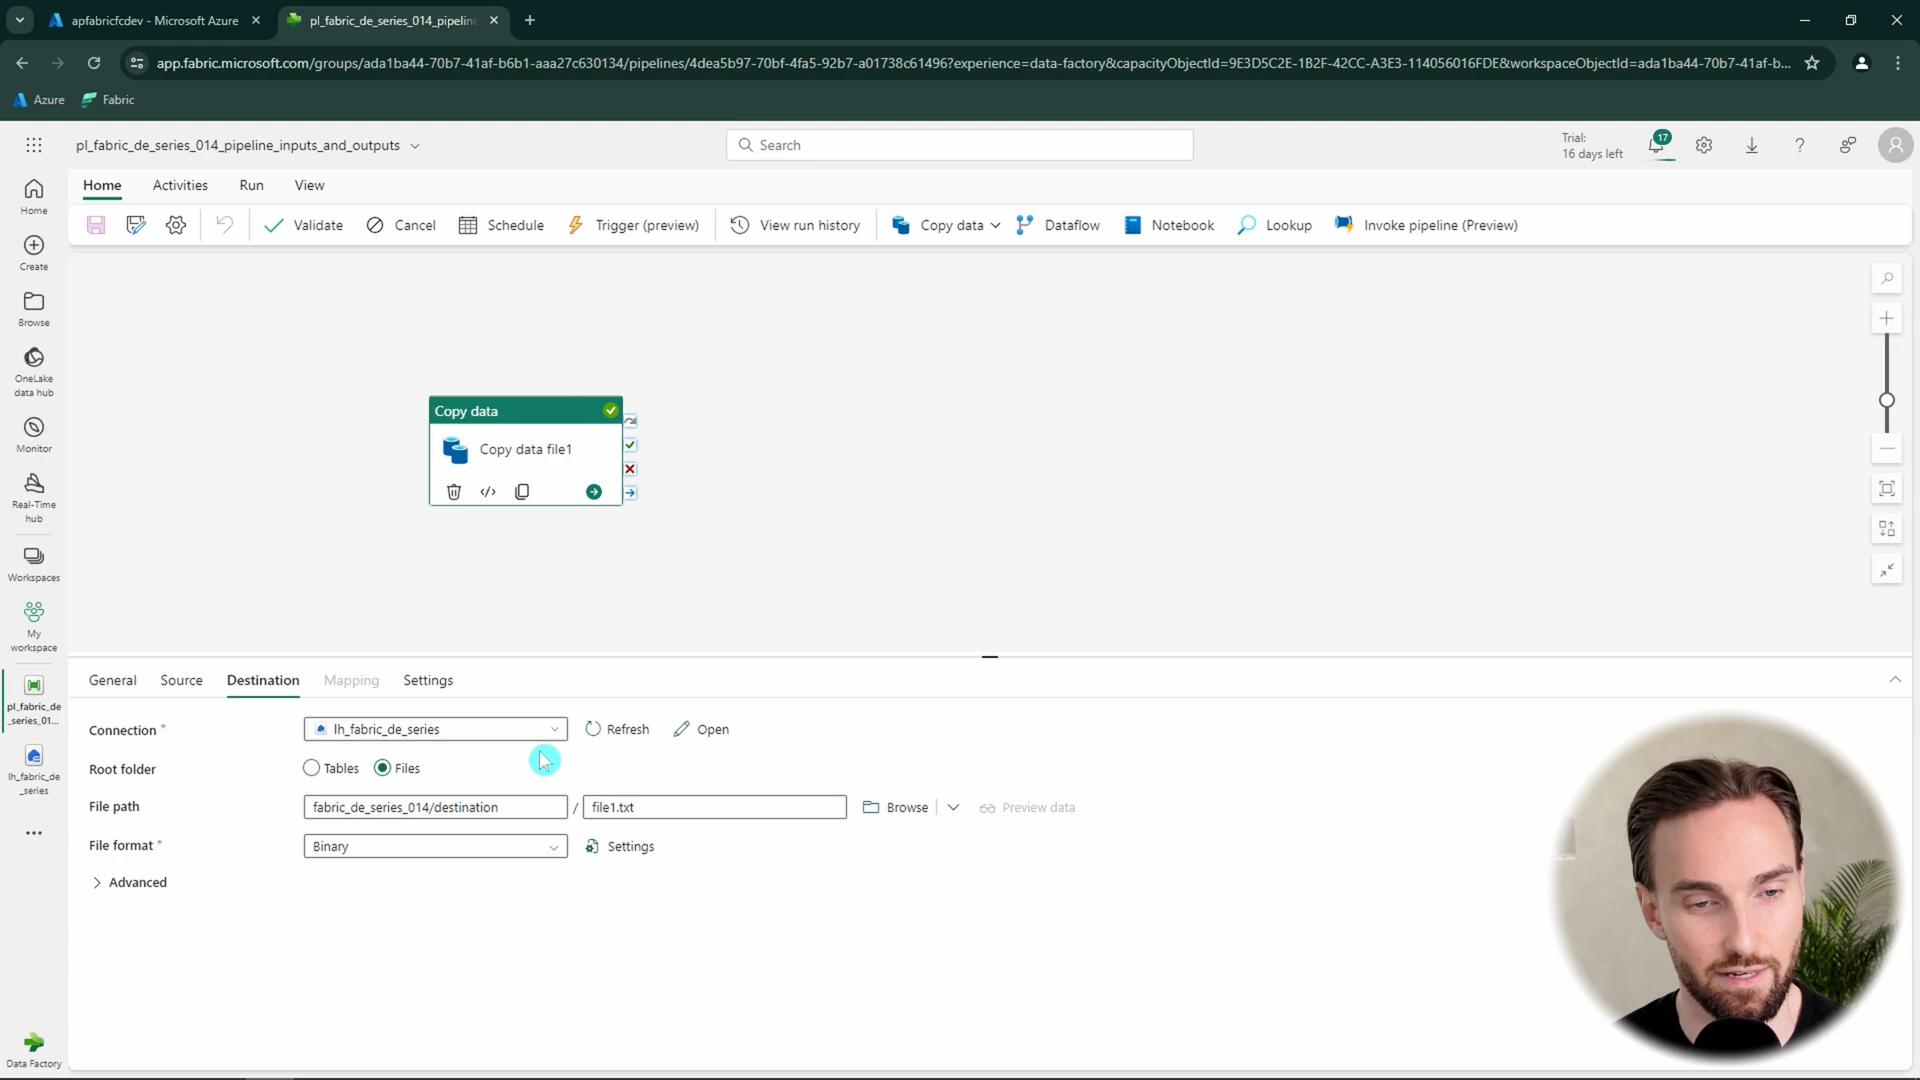 apfabricfcdev - Microsoft Azure
pl_fabric_de_series_014_pipelin
app.fabric.microsoft.com/groups/ada1ba44-70b7-41af-b6b1-aaa27c630134/pipelines/4dea5b97-70bf-4fa5-92b7-a01738c61496?experience=data-factory&capacityObjectId=9E3D5C2E-1B2F-42CC-A3E3-114056016FDE&workspaceObjectId=ada1ba44-70b7-41af-b...
Azure
Fabric
pl_fabric_de_series_014_pipeline_inputs_and_outputs
Search
Trial:
16 days left
17
Home
Activities
Run
View
Validate
Cancel
Schedule
Trigger (preview)
View run history
Copy data
Dataflow
Notebook
Lookup
Invoke pipeline (Preview)
Home
Create
Browse
OneLake
data hub
Monitor
Real-Time
hub
Workspaces
My
workspace
pl_fabric_de
_series_01...
lh_fabric_de
_series
Data Factory
Copy data
Copy data file1
General
Source
Destination
Mapping
Settings
Connection *
lh_fabric_de_series
Refresh
Open
Root folder
Tables
Files
File path
fabric_de_series_014/destination
/
file1.txt
Browse
Preview data
File format *
Binary
Settings
Advanced